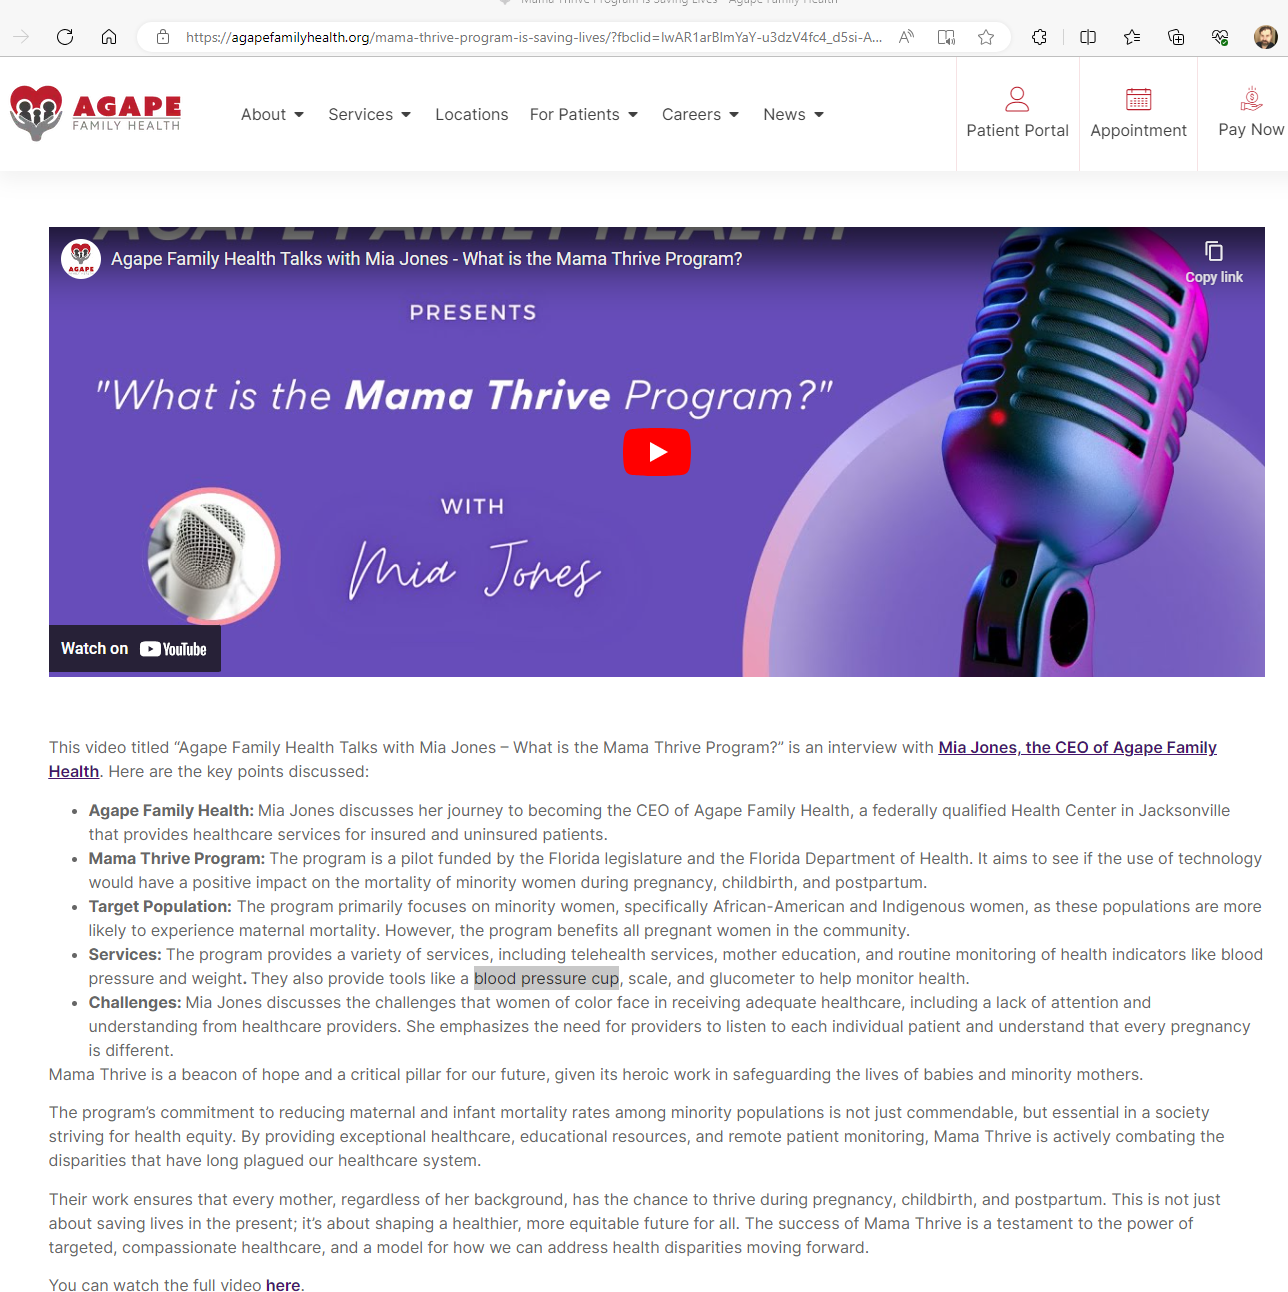 Mama Thrive Program is Saving Lives - Agape Family Health
https://agapefamilyhealth.org/mama-thrive-program-is-saving-lives/?fbclid=IwAR1arBlmYaY-u3dzV4fc4_d5si-A...
AGAPE
FAMILY HEALTH
About
Services
Locations
For Patients
Careers
News
Patient Portal
Appointment
Pay Now
AGAPE FAMILY HEALTH
AGAPE
Agape Family Health Talks with Mia Jones - What is the Mama Thrive Program?
Copy link
PRESENTS
"What is the Mama Thrive Program?"
WITH
Mia Jones
Watch on YouTube
This video titled “Agape Family Health Talks with Mia Jones – What is the Mama Thrive Program?” is an interview with Mia Jones, the CEO of Agape Family
Health. Here are the key points discussed:
• Agape Family Health: Mia Jones discusses her journey to becoming the CEO of Agape Family Health, a federally qualified Health Center in Jacksonville
that provides healthcare services for insured and uninsured patients.
• Mama Thrive Program: The program is a pilot funded by the Florida legislature and the Florida Department of Health. It aims to see if the use of technology
would have a positive impact on the mortality of minority women during pregnancy, childbirth, and postpartum.
• Target Population: The program primarily focuses on minority women, specifically African-American and Indigenous women, as these populations are more
likely to experience maternal mortality. However, the program benefits all pregnant women in the community.
• Services: The program provides a variety of services, including telehealth services, mother education, and routine monitoring of health indicators like blood
pressure and weight. They also provide tools like a blood pressure cup, scale, and glucometer to help monitor health.
• Challenges: Mia Jones discusses the challenges that women of color face in receiving adequate healthcare, including a lack of attention and
understanding from healthcare providers. She emphasizes the need for providers to listen to each individual patient and understand that every pregnancy
is different.
Mama Thrive is a beacon of hope and a critical pillar for our future, given its heroic work in safeguarding the lives of babies and minority mothers.
The program’s commitment to reducing maternal and infant mortality rates among minority populations is not just commendable, but essential in a society
striving for health equity. By providing exceptional healthcare, educational resources, and remote patient monitoring, Mama Thrive is actively combating the
disparities that have long plagued our healthcare system.
Their work ensures that every mother, regardless of her background, has the chance to thrive during pregnancy, childbirth, and postpartum. This is not just
about saving lives in the present; it’s about shaping a healthier, more equitable future for all. The success of Mama Thrive is a testament to the power of
targeted, compassionate healthcare, and a model for how we can address health disparities moving forward.
You can watch the full video here.